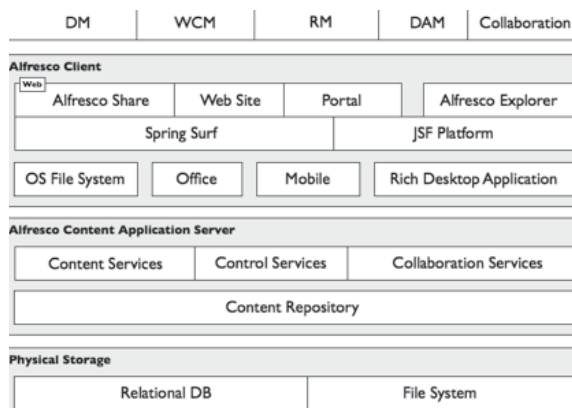 DM WCM RM DAM Collaboration
Alfresco Client
Web
Alfresco Share Web Site Portal Alfresco Explorer
Spring Surf JSF Platform
OS File System Office Mobile Rich Desktop Application
Alfresco Content Application Server
Content Services Control Services Collaboration Services
Content Repository
Physical Storage
Relational DB File System